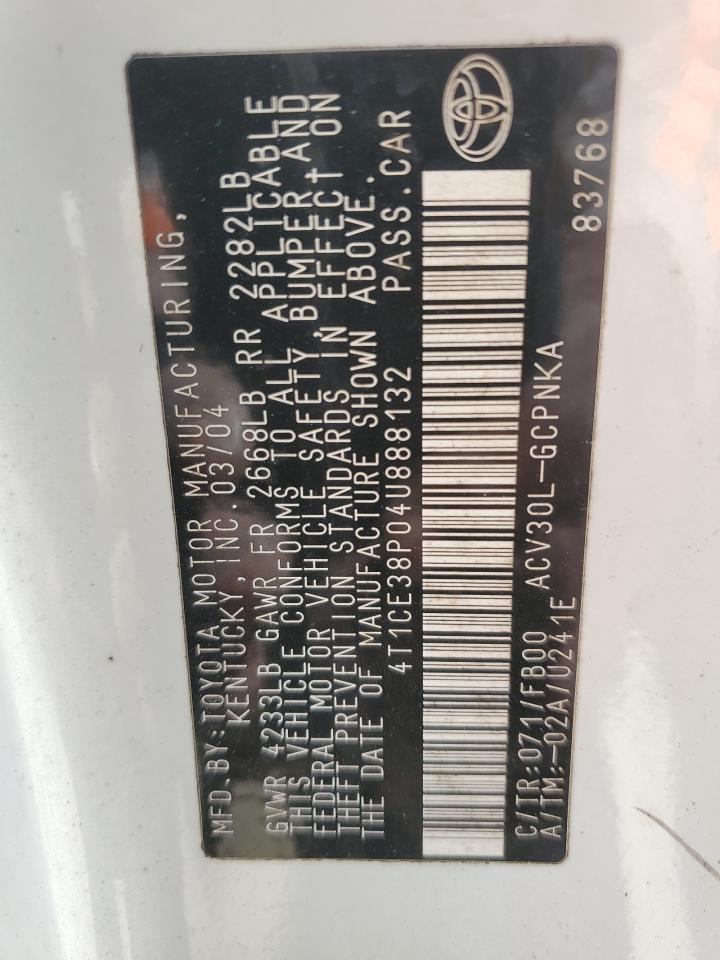 MFD.BY:TOYOTA MOTOR MANUFACTURING,
KENTUCKY,INC.03/04
GVWR 4233LB GAWR FR 2668LB RR 2282LB
THIS VEHICLE CONFORMS TO ALL APPLICABLE
FEDERAL MOTOR VEHICLE SAFETY,BUMPER AND
THEFT PREVENTION STANDARDS IN EFFECT ON
THE DATE OF MANUFACTURE SHOWN ABOVE.
4T1CE38P04U888132 PASS.CAR
C/TR:071/FB00 ACV30L-GCPNKA
A/TM:-02A/U241E
83768